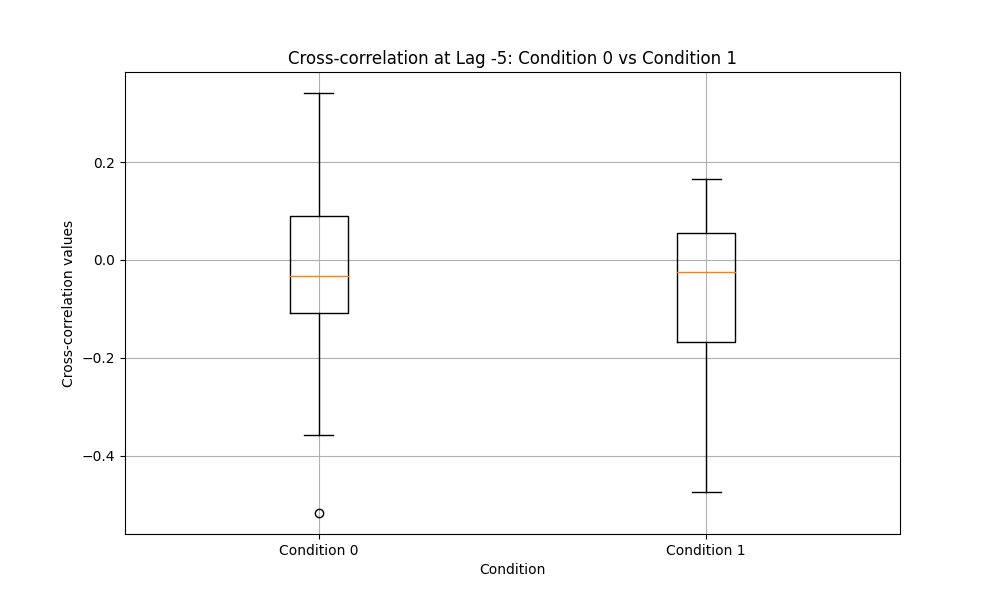 Cross-correlation at Lag -5: Condition 0 vs Condition 1
Cross-correlation values
0.2
0.0
−0.2
−0.4
Condition 0
Condition 1
Condition